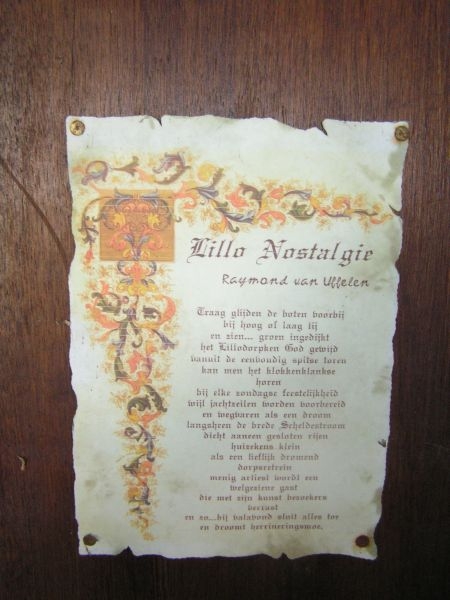 Lillo Nostalgie
Raymond van Uffelen
Traag glijden de boten voorbij
bij hoog of laag tij
en zien... groen ingedijkt
het Lillodorpken God gewijd
vanuit de eenvoudig spitse toren
kan men het klokkenklankse
horen
bij elke zondagse feestelijkheid
wijl jachtzeilen worden voorbereid
en wegvaren als een droom
langsheen de brede Scheldestroom
dicht aaneen gesloten rijen
huizekens klein
als een lieflijk dromend
dorpsrefrein
menig artiest wordt een
welgeziene gast
die met zijn kunst bezoekers
verrast
en zo...bij valavond sluit alles toe
en droomt herrineringsmoe.